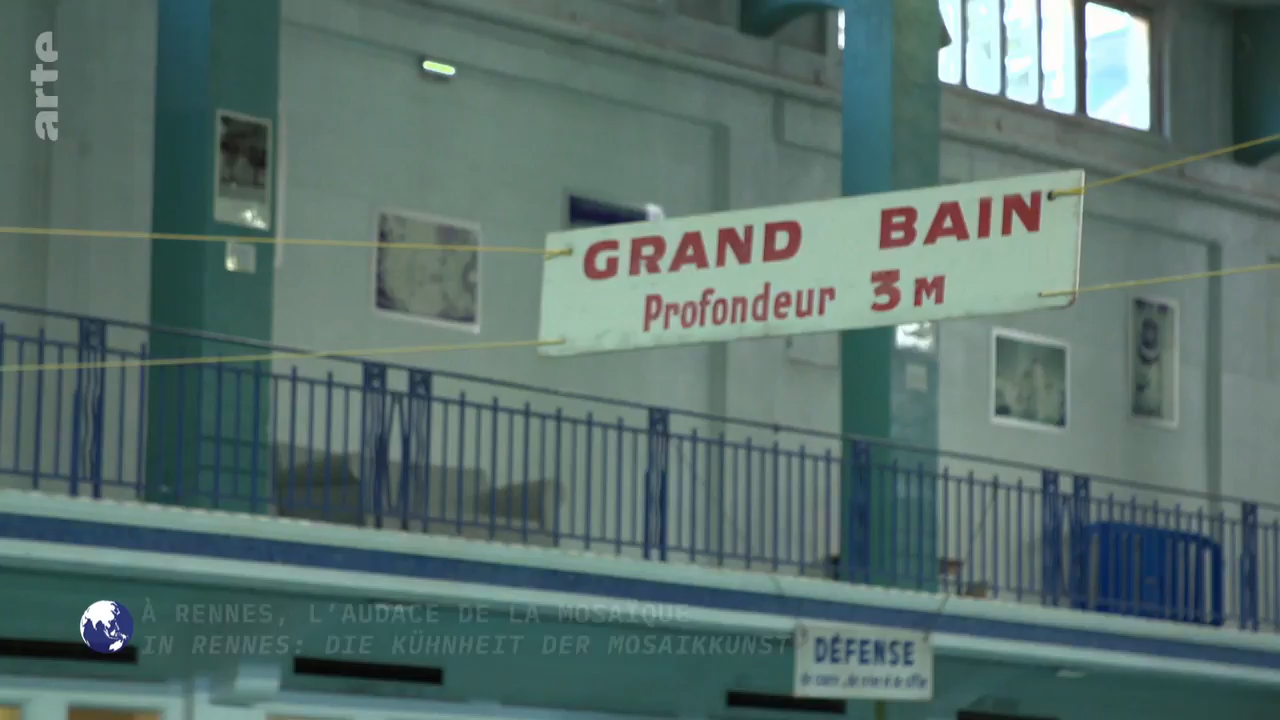 arte
GRAND BAIN
Profondeur 3M
À RENNES, L'AUDACE DE LA MOSAÏQUE
IN RENNES: DIE KÜHNHEIT DER MOSAIKKUNST
DÉFENSE